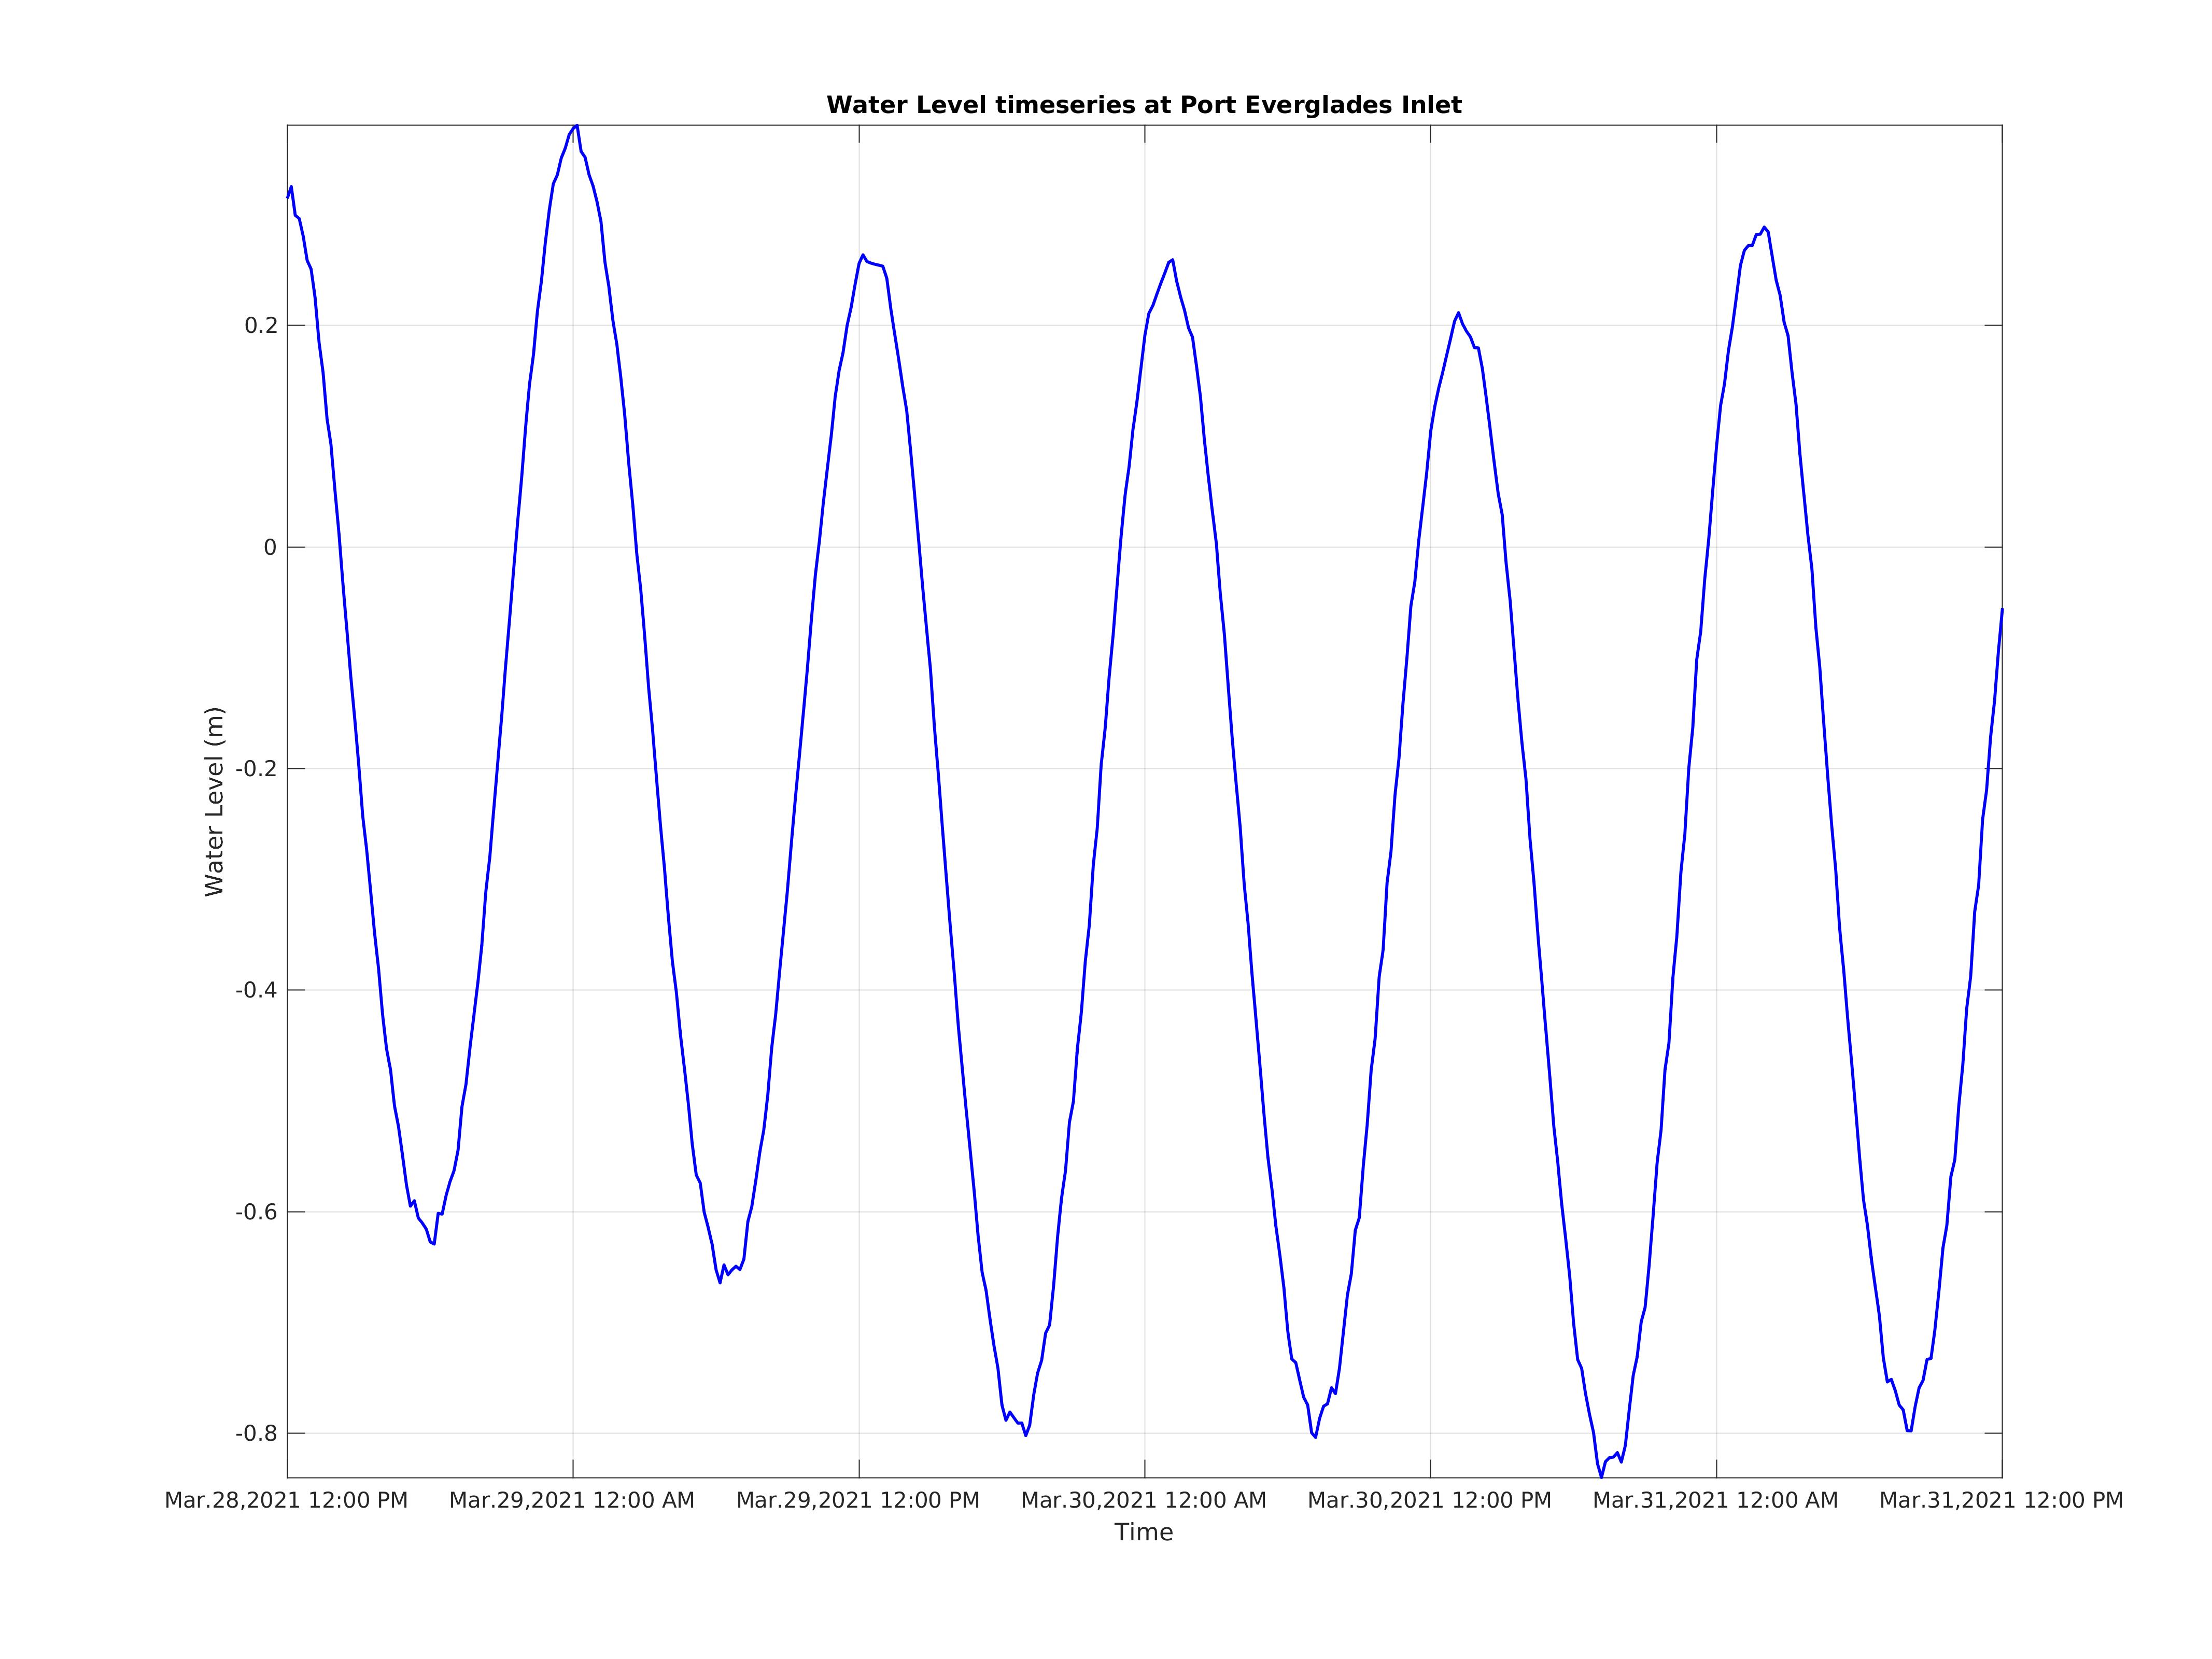 Water Level timeseries at Port Everglades Inlet
0.2
0
-0.2
-0.4
-0.6
-0.8
Water Level (m)
Mar.28,2021 12:00 PM Mar.29,2021 12:00 AM Mar.29,2021 12:00 PM Mar.30,2021 12:00 AM Mar.30,2021 12:00 PM Mar.31,2021 12:00 AM Mar.31,2021 12:00 PM
Time